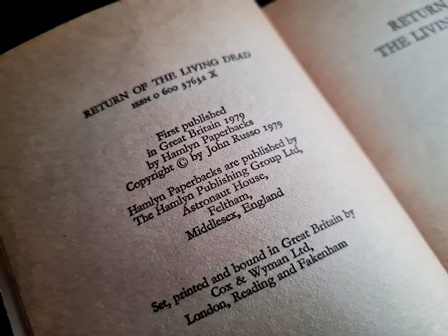 RETURN OF THE LIVING DEAD
ISBN 0 600 37632 X
First published
in Great Britain 1979
by Hamlyn Paperbacks
Copyright © by John Russo 1979
Hamlyn Paperbacks are published by
The Hamlyn Publishing Group Ltd,
Astronaut House,
Feltham,
Middlesex, England
Set, printed and bound in Great Britain by
Cox & Wyman Ltd,
London, Reading and Fakenham
RETURN
THE LIVIN